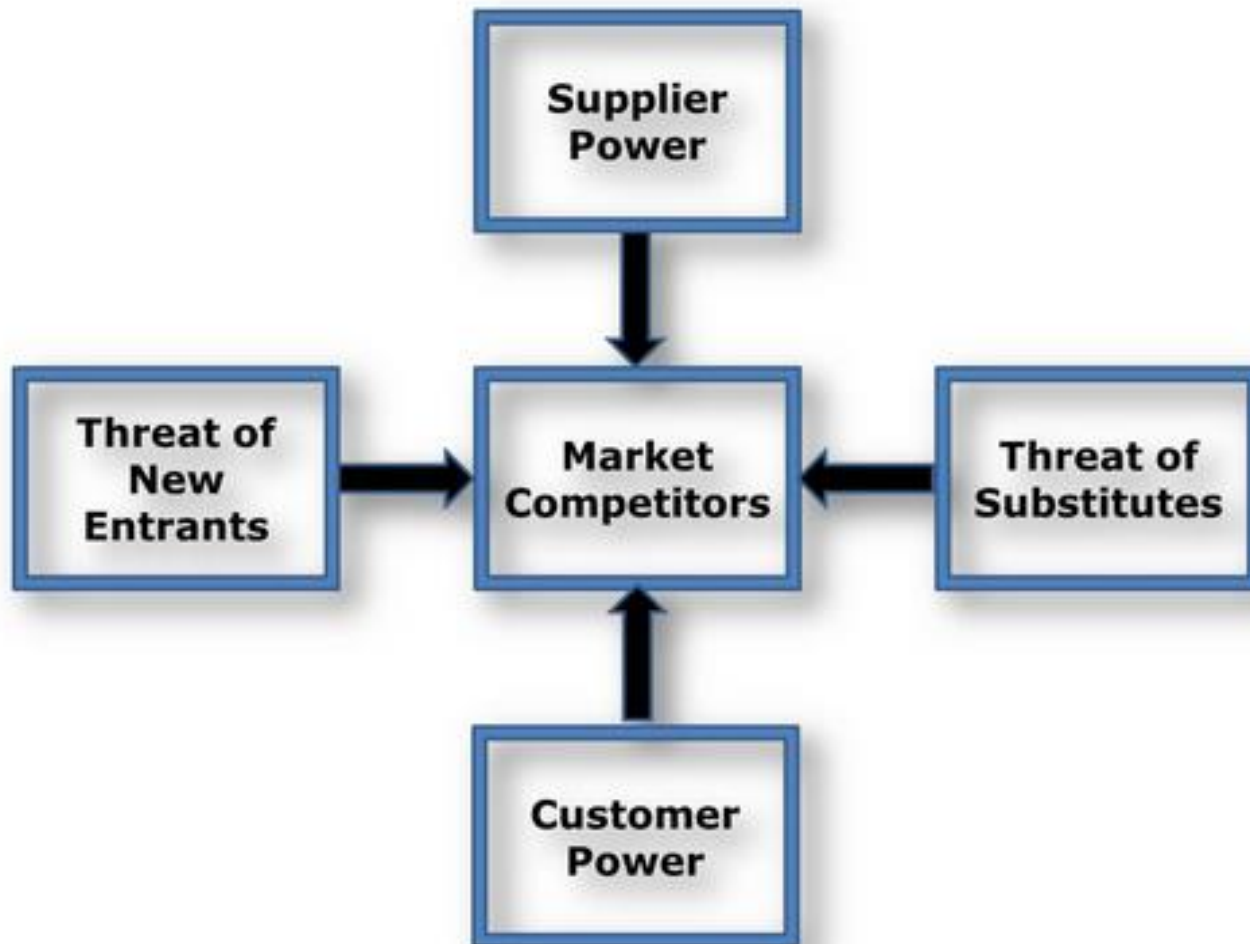 Supplier
Power
Threat of
New
Entrants
Market
Competitors
Threat of
Substitutes
Customer
Power